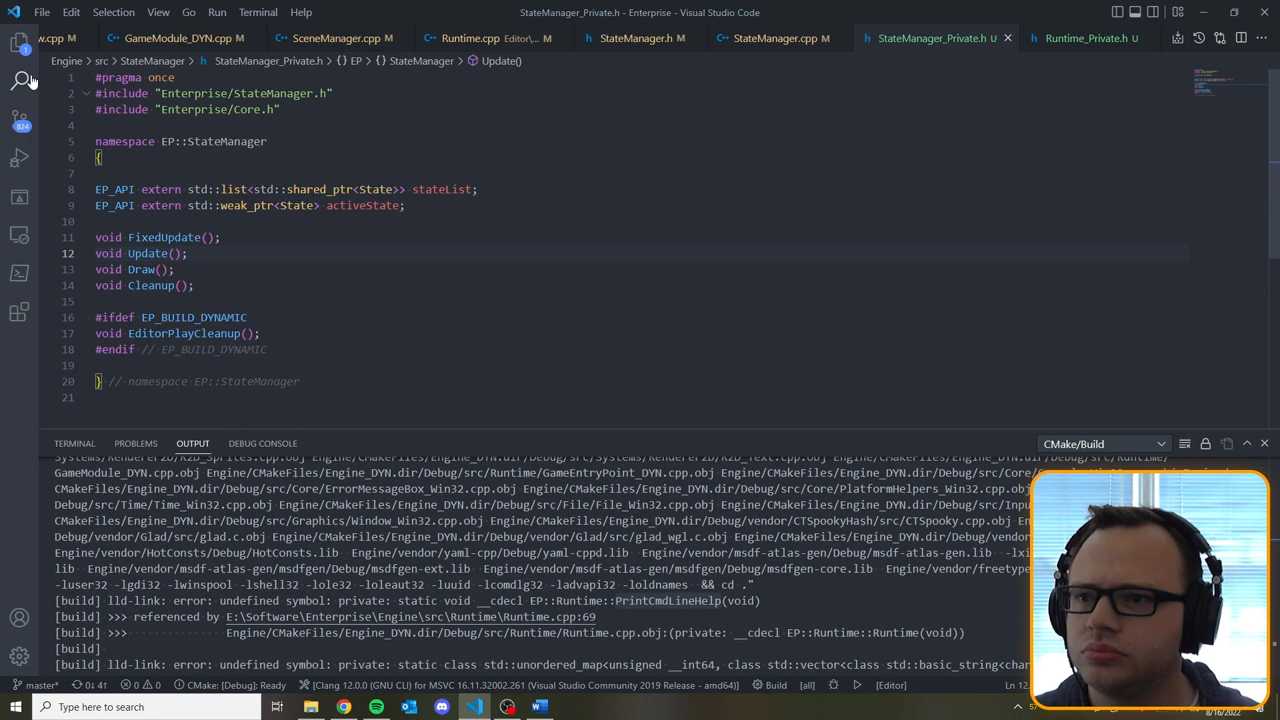 File Edit Selection View Go Run Terminal Help
StateManager_Private.h - Enterprise - Visual Studio Code
w.cpp M GameModule_DYN.cpp M SceneManager.cpp M Runtime.cpp Editor\... M StateManager.h M StateManager.cpp M StateManager_Private.h U Runtime_Private.h U
Engine > src > StateManager > StateManager_Private.h > {} EP > {} StateManager > Update()
1 #pragma once
2 #include "Enterprise/StateManager.h"
3 #include "Enterprise/Core.h"
4
5 namespace EP::StateManager
6 {
7
8 EP_API extern std::list<std::shared_ptr<State>> stateList;
9 EP_API extern std::weak_ptr<State> activeState;
10
11 void FixedUpdate();
12 void Update();
13 void Draw();
14 void Cleanup();
15
16 #ifdef EP_BUILD_DYNAMIC
17 void EditorPlayCleanup();
18 #endif // EP_BUILD_DYNAMIC
19
20 } // namespace EP::StateManager
21
1
824
TERMINAL PROBLEMS OUTPUT DEBUG CONSOLE
CMake/Build
Systems/Renderer2D/R2D_Sprites.cpp.obj Engine/CMakeFiles/Engine_DYN.dir/Debug/src/Systems/Renderer2D/R2D_Text.cpp.obj Engine/CMakeFiles/Engine_DYN.dir/Debug/src/Runtime/
GameModule_DYN.cpp.obj Engine/CMakeFiles/Engine_DYN.dir/Debug/src/Runtime/GameEntryPoint_DYN.cpp.obj
CMakeFiles/Engine_DYN.dir/Debug/src/Core/ErrorMessageBox_Win32.cpp.obj Engine/CMakeFiles/Engine_DYN.dir/Debug/src/Core/PlatformHelpers_Win32.cpp.obj
Debug/src/Time/Time_Win32.cpp.obj Engine/CMakeFiles/Engine_DYN.dir/Debug/src/File/File_Win32.cpp.obj Engine/CMakeFiles/Engine_DYN.dir/Debug/src/Core/Inpu
CMakeFiles/Engine_DYN.dir/Debug/src/Graphics/Window_Win32.cpp.obj Engine/CMakeFiles/Engine_DYN.dir/Debug/vendor/CTSpookyHash/src/CTSpooky.cpp.obj
Debug/vendor/Glad/src/glad.c.obj Engine/CMakeFiles/Engine_DYN.dir/Debug/vendor/Glad/src/glad_wgl.c.obj
Engine/vendor/HotConsts/Debug/HotConsts.lib Engine/vendor/yaml-cpp/Debug/yaml-cppd.lib Engine/vendor/msdf-atlas-gen/Debug/msdf-atlas-gen.lib
lib Engine/vendor/msdf-atlas-gen/Debug/msdfgen-ext.lib Engine/vendor/msdf-atlas-gen/Debug/msdfgen-core.lib Engine/vendor/freetype
-luser32 -lgdi32 -lwinspool -lshell32 -lole32 -loleaut32 -luuid -lcomdlg32 -ladvapi32 -loldnames && cd ."
[build] lld-link: error: undefined symbol: private: static void __cdecl EP::Runtime::PrintCmdLineHelp(void)
[build] >>> referenced by E:\Software\Enterprise\Engine\src\Runtime\Runtime.cpp:69
[build] >>> Engine/CMakeFiles/Engine_DYN.dir/Debug/src/Runtime/Runtime.cpp.obj:(private: __cdecl EP::Runtime::Runtime(void))
[build]
[build] lld-link: error: undefined symbol: private: static class std::unordered_map<unsigned __int64, class std::vector<class std::basic_string<char
master* 0↓ 4↑ 0 0 CMake: [Debug]: Ready [Clang 12.0.0 (GNU CLI) for MSVC 16.11.32002.261 (Visual Studio Community 2019 Release - amd64)] Build [all] [Editor] Ln 12,
Type here to search
8/16/2022